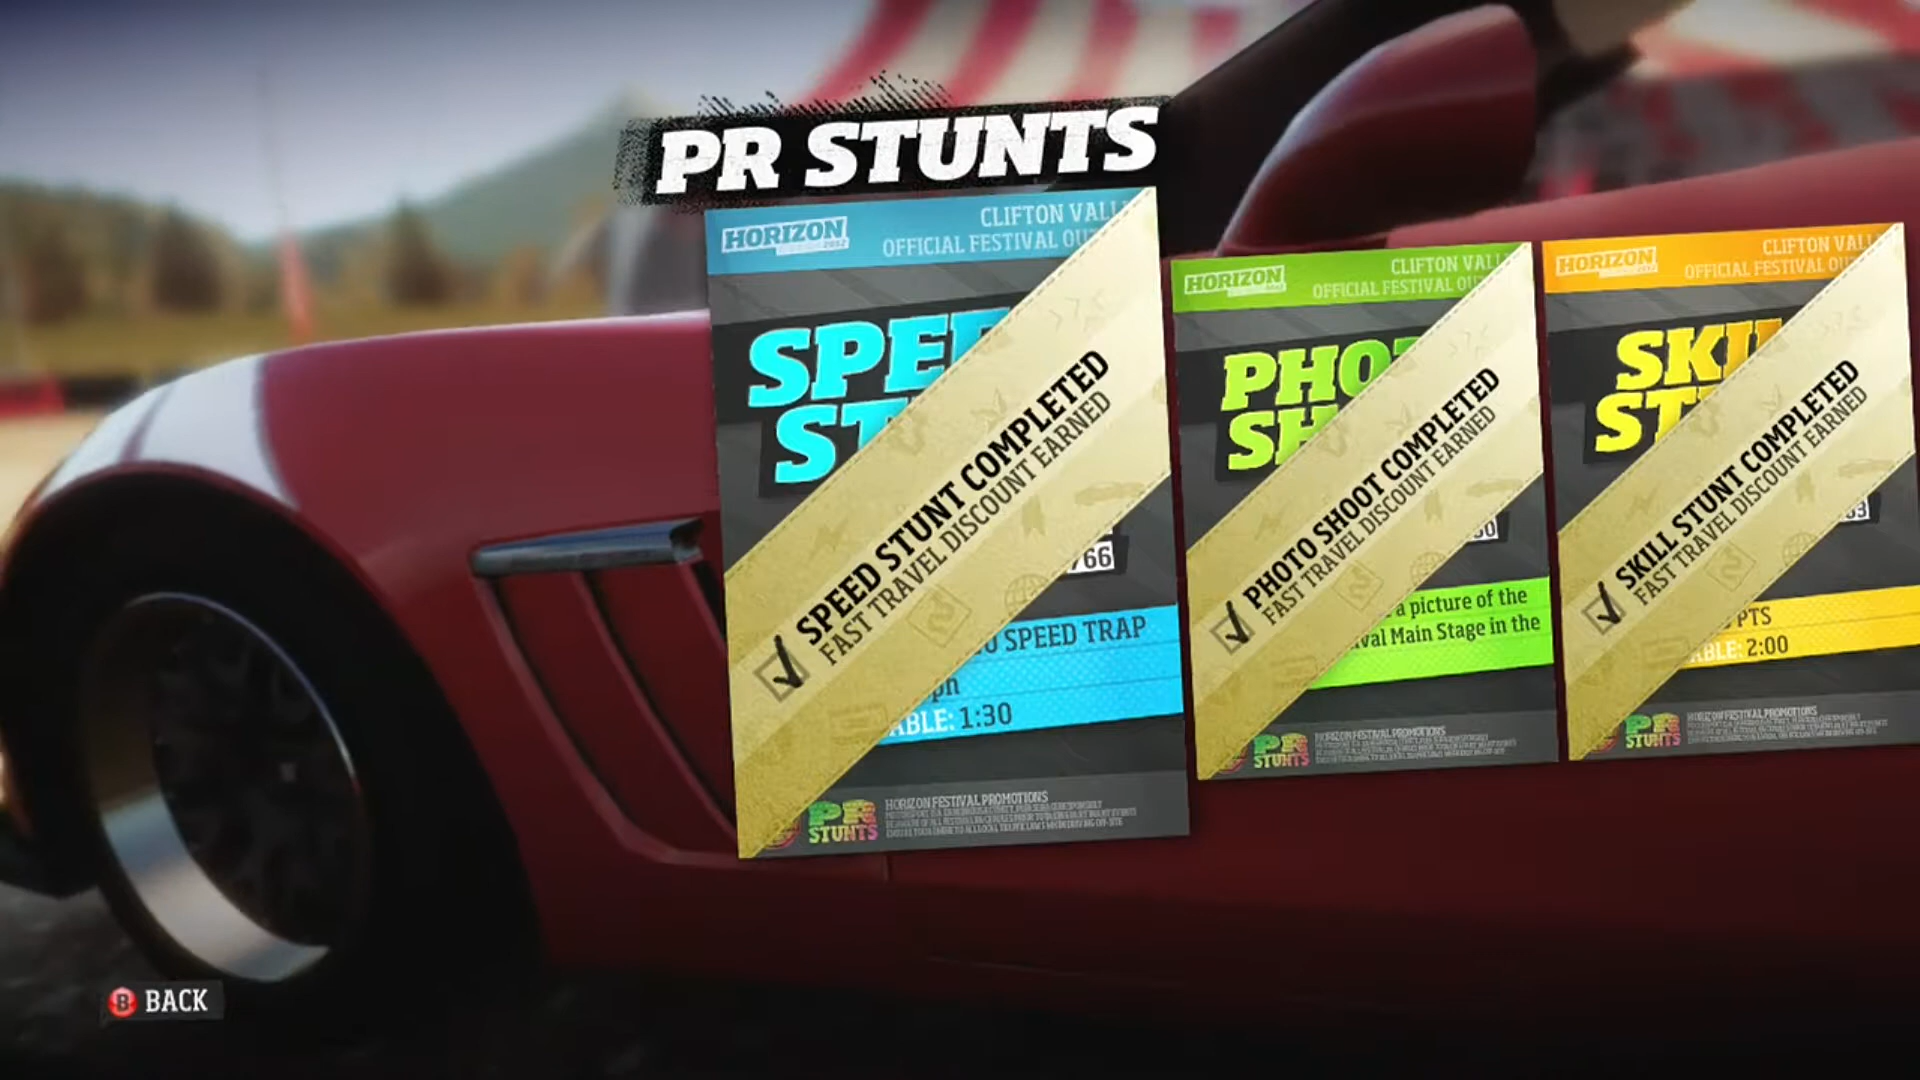 PR STUNTS
HORIZON
CLIFTON VALL
OFFICIAL FESTIVAL OU
SPE
ST
SPEED STUNT COMPLETED
FAST TRAVEL DISCOUNT EARNED
766
SPEED TRAP
ph
ABLE: 1:30
PR
STUNTS
HORIZON FESTIVAL PROMOTIONS
HORIZON
CLIFTON VALL
OFFICIAL FESTIVAL OU
PHO
SH
PHOTO SHOOT COMPLETED
FAST TRAVEL DISCOUNT EARNED
a picture of the
ival Main Stage in the
PR
STUNTS
HORIZON FESTIVAL PROMOTIONS
HORIZON
CLIFTON VALL
OFFICIAL FESTIVAL OU
SKIL
ST
SKILL STUNT COMPLETED
FAST TRAVEL DISCOUNT EARNED
PTS
ABLE: 2:00
PR
STUNTS
HORIZON FESTIVAL PROMOTIONS
B BACK